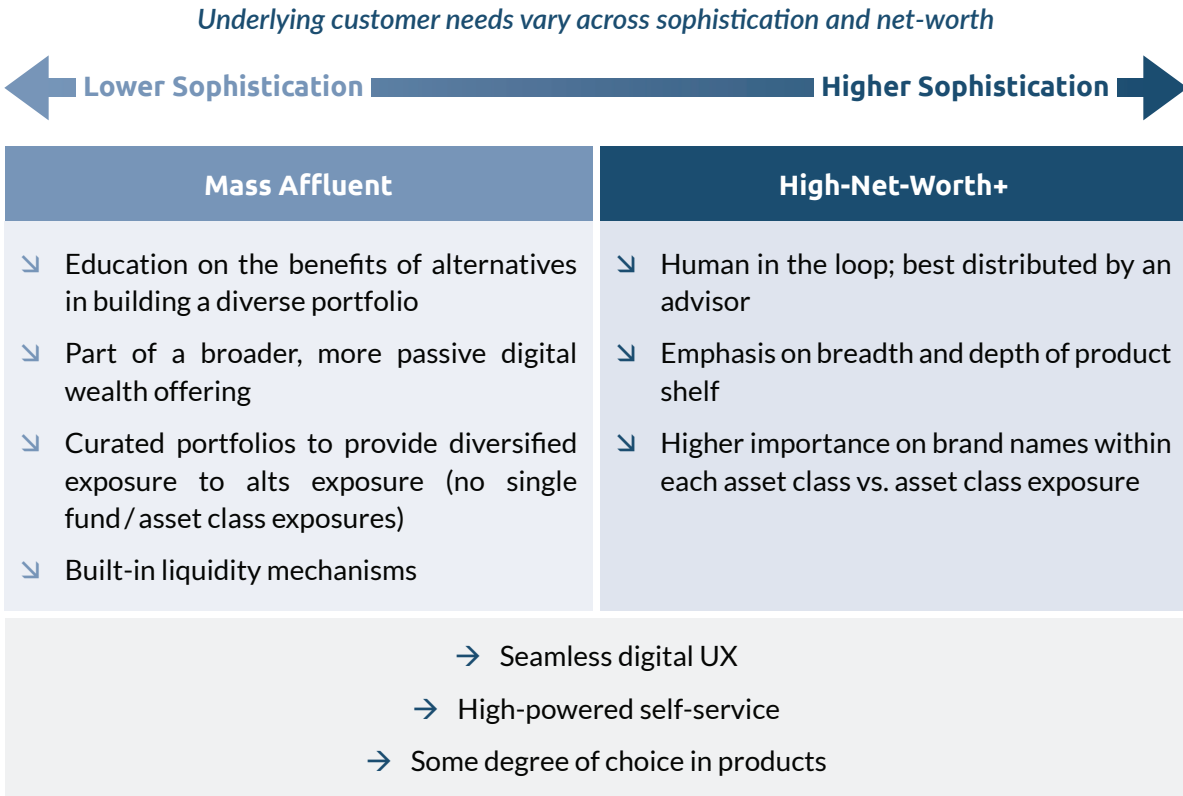 Underlying customer needs vary across sophistication and net-worth
Lower Sophistication
Higher Sophistication
Mass Affluent
Education on the benefits of alternatives
in building a diverse portfolio
Part of a broader, more passive digital
wealth offering
Curated portfolios to provide diversified
exposure to alts exposure (no single
fund / asset class exposures)
Built-in liquidity mechanisms
High-Net-Worth+
Human in the loop; best distributed by an
advisor
Emphasis on breadth and depth of product
shelf
Higher importance on brand names within
each asset class vs. asset class exposure
Seamless digital UX
High-powered self-service
Some degree of choice in products